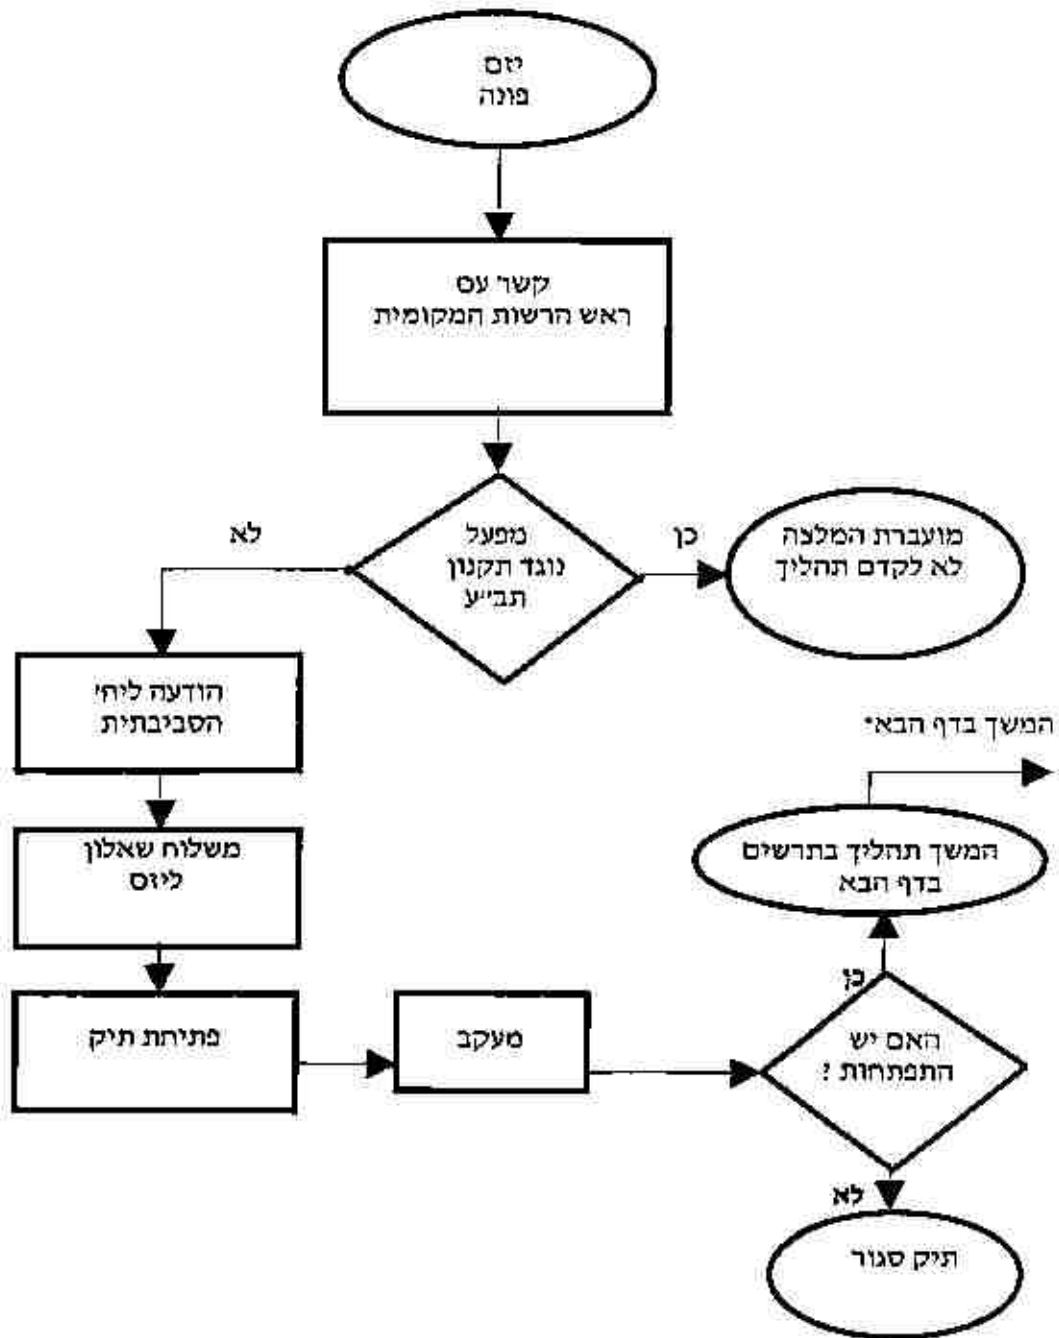 יזם
פונה
קשר עם
ראש הרשות המקומית
מפעל
נוגד תקנון
תב"ע
כן
לא
מועברת המלצה
לא לקדם תהליך
הודעה ליח'
הסביבתית
משלוח שאלון
ליזם
פתיחת תיק
מעקב
האם יש
התפתחות ?
כן
המשך תהליך בתרשים
בדף הבא
המשך בדף הבא*
לא
תיק סגור